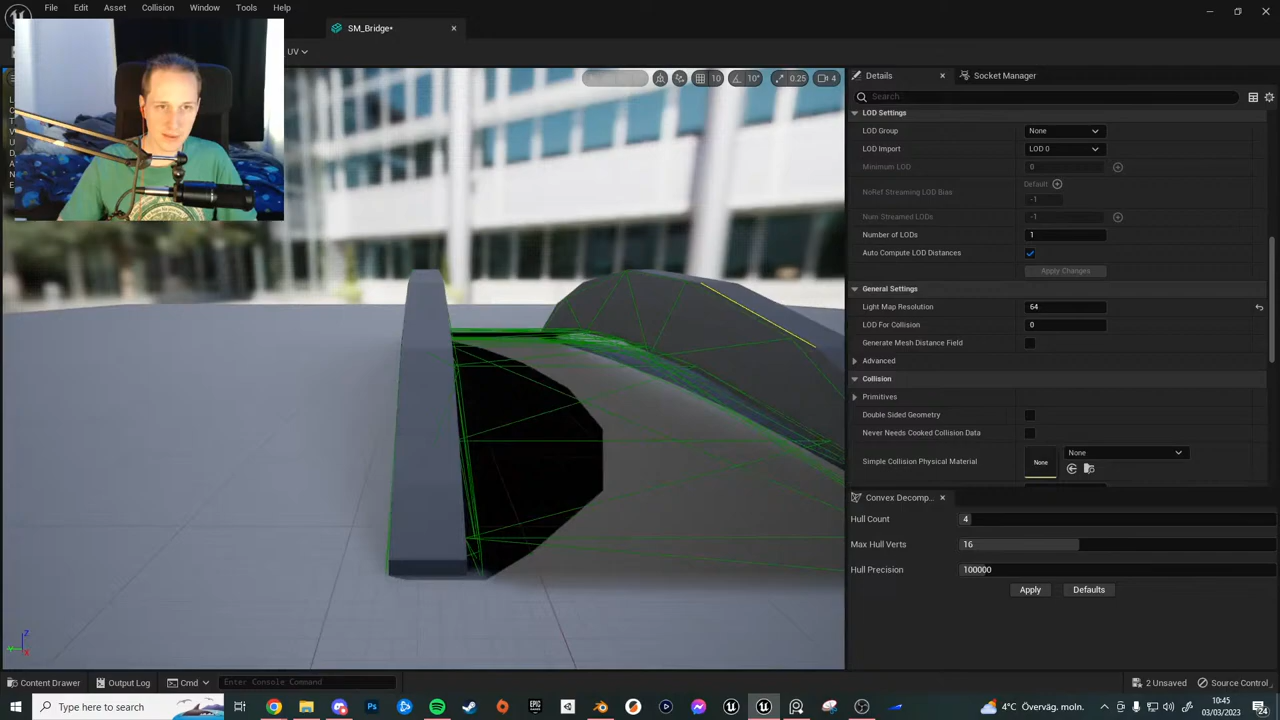 File Edit Asset Collision Window Tools Help
SM_Bridge*
UV
10 10° 0.25 4
L
O
T
V
U
D
A
N
E
Details Socket Manager
Search
LOD Settings
LOD Group None
LOD Import LOD 0
Minimum LOD 0
NoRef Streaming LOD Bias Default
-1
Num Streamed LODs -1
Number of LODs 1
Auto Compute LOD Distances
Apply Changes
General Settings
Light Map Resolution 64
LOD For Collision 0
Generate Mesh Distance Field
Advanced
Collision
Primitives
Double Sided Geometry
Never Needs Cooked Collision Data
Simple Collision Physical Material None None
Convex Decomp...
Hull Count 4
Max Hull Verts 16
Hull Precision 100000
Apply Defaults
Z
Y X
Content Drawer Output Log Cmd Enter Console Command 2 Unsaved Source Control
Type here to search
4°C Överväg. mol...
10:45
03/03/2023